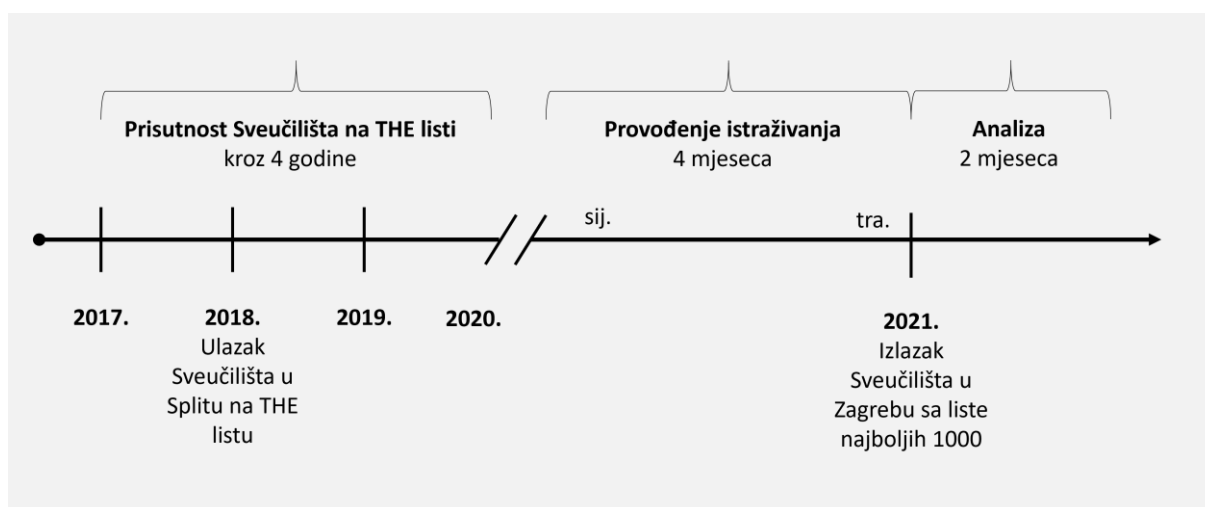 Prisutnost Sveučilišta na THE listi
kroz 4 godine
Provođenje istraživanja
4 mjeseca
Analiza
2 mjeseca
sij.
tra.
2017.
2018.
Ulazak
Sveučilišta u
Splitu na THE
listu
2019.
2020.
2021.
Izlazak
Sveučilišta u
Zagrebu sa liste
najboljih 1000